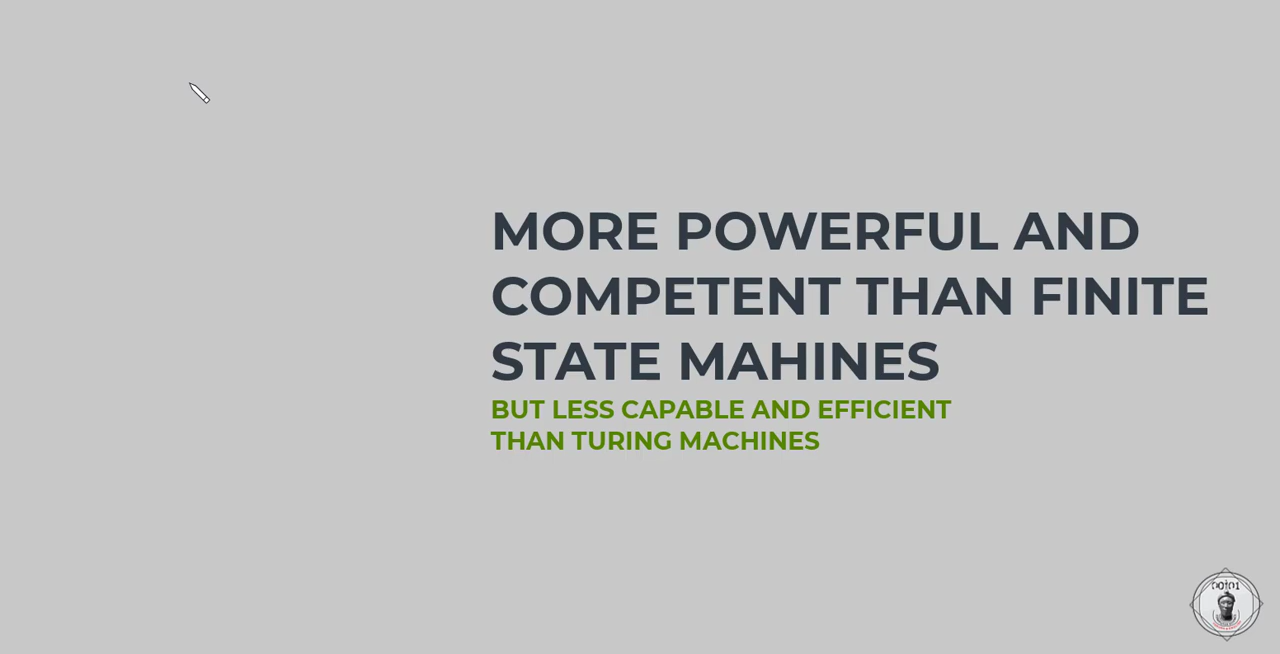 MORE POWERFUL AND
COMPETENT THAN FINITE
STATE MAHINES
BUT LESS CAPABLE AND EFFICIENT
THAN TURING MACHINES